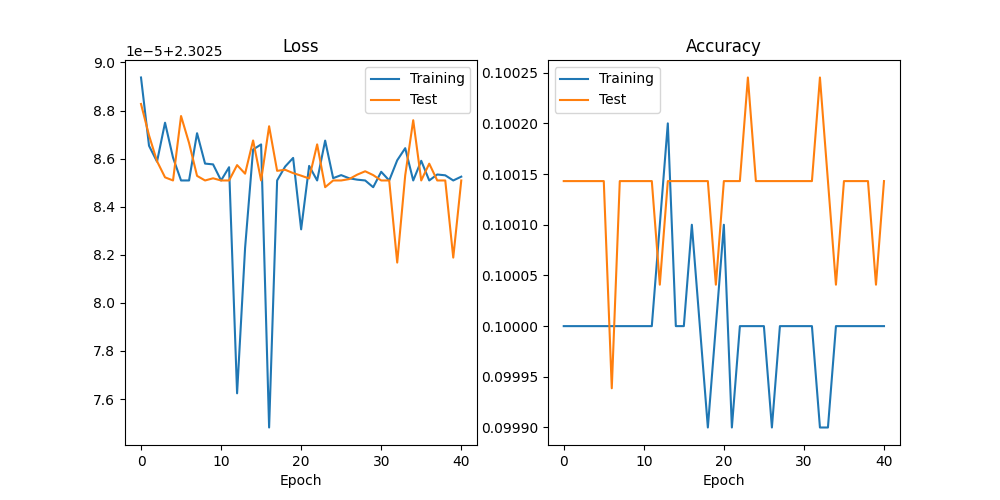 Loss
1e−5+2.3025
9.0
8.8
8.6
8.4
8.2
8.0
7.8
7.6
0 10 20 30 40
Epoch
Training
Test
Accuracy
0.10025
0.10020
0.10015
0.10010
0.10005
0.10000
0.09995
0.09990
0 10 20 30 40
Epoch
Training
Test